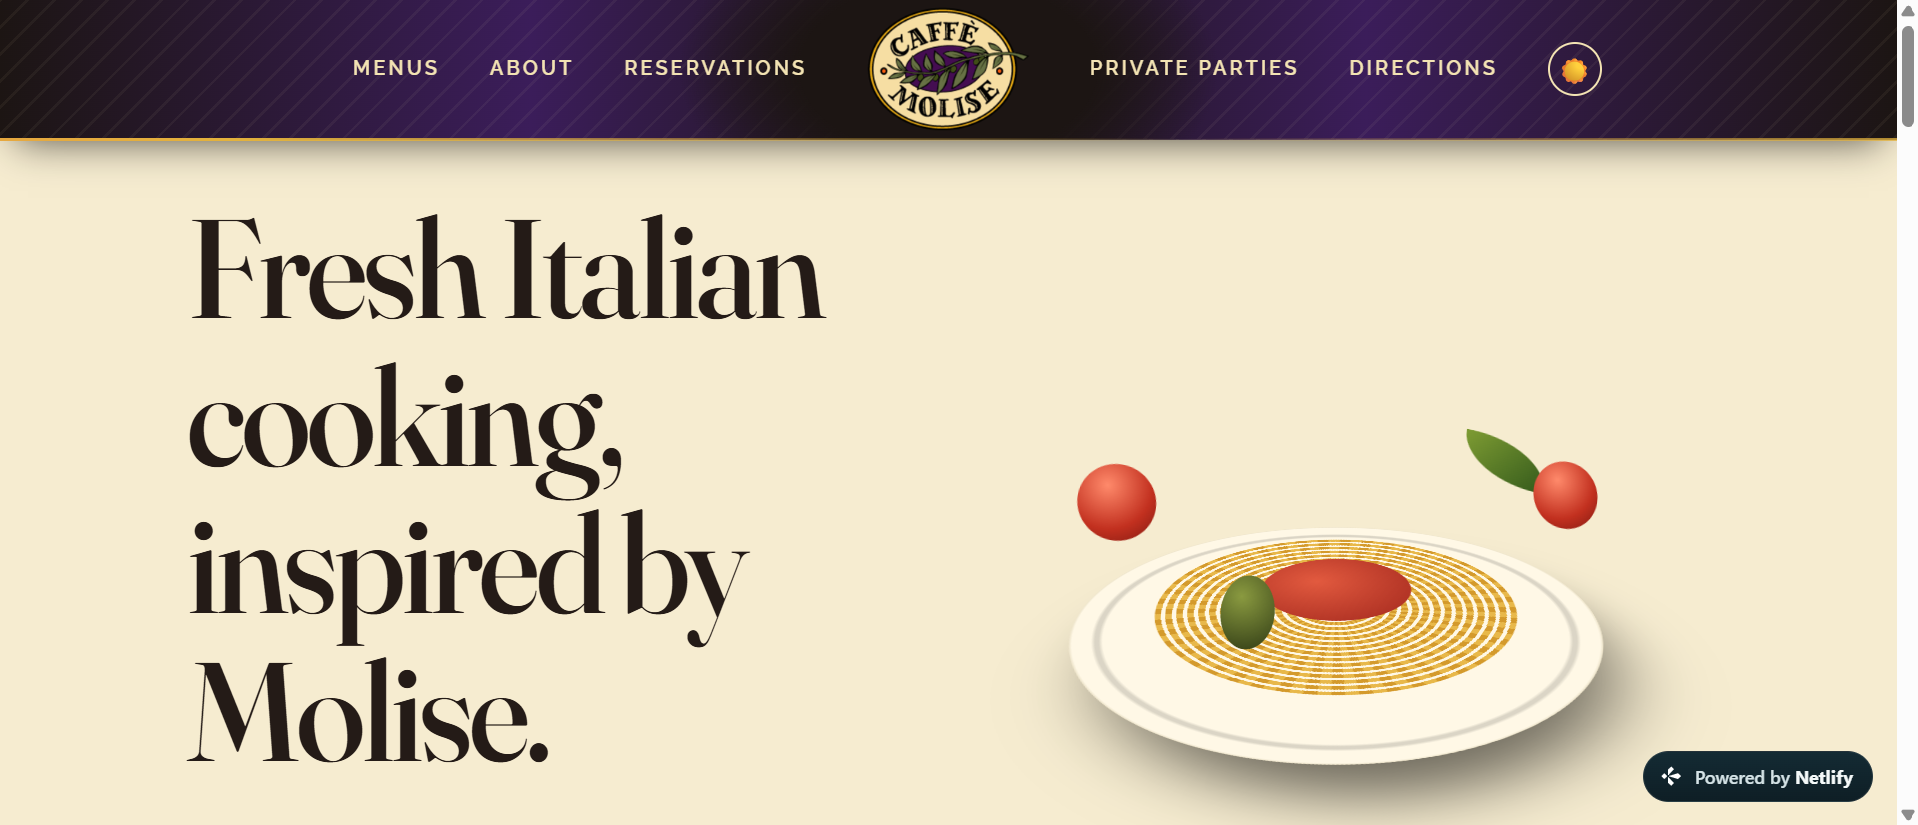 MENUS
ABOUT
RESERVATIONS
CAFFÈ
MOLISE
PRIVATE PARTIES
DIRECTIONS
Fresh Italian
cooking,
inspired by
Molise.
Powered by Netlify